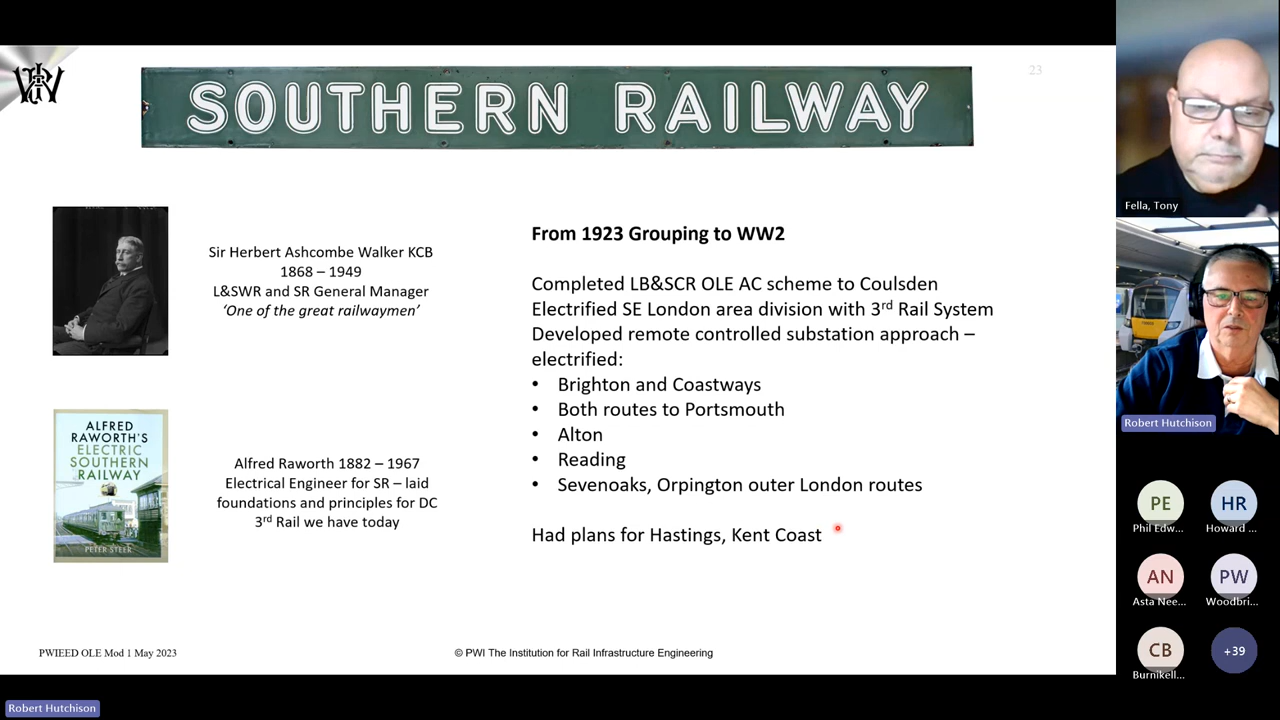 SOUTHERN RAILWAY
23
Sir Herbert Ashcombe Walker KCB
1868 – 1949
L&SWR and SR General Manager
‘One of the great railwaymen’
ALFRED
RAWORTH'S
ELECTRIC
SOUTHERN
RAILWAY
PETER STEER
Alfred Raworth 1882 – 1967
Electrical Engineer for SR – laid
foundations and principles for DC
3rd Rail we have today
From 1923 Grouping to WW2
Completed LB&SCR OLE AC scheme to Coulsden
Electrified SE London area division with 3rd Rail System
Developed remote controlled substation approach –
electrified:
• Brighton and Coastways
• Both routes to Portsmouth
• Alton
• Reading
• Sevenoaks, Orpington outer London routes
Had plans for Hastings, Kent Coast
PWIEED OLE Mod 1 May 2023
© PWI The Institution for Rail Infrastructure Engineering
Robert Hutchison
Fella, Tony
Robert Hutchison
PE
Phil Edw...
HR
Howard ...
AN
Asta Nee...
PW
Woodbri...
CB
Burnikell...
+39